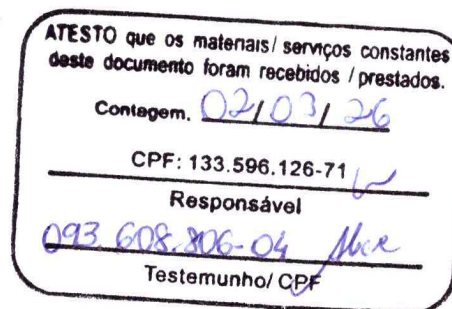 ATESTO que os materiais/ serviços constantes
deste documento foram recebidos / prestados.
Contagem. 02/03/26
CPF: 133.596.126-71
Responsável
093.608.806-04
Testemunho/ CPF